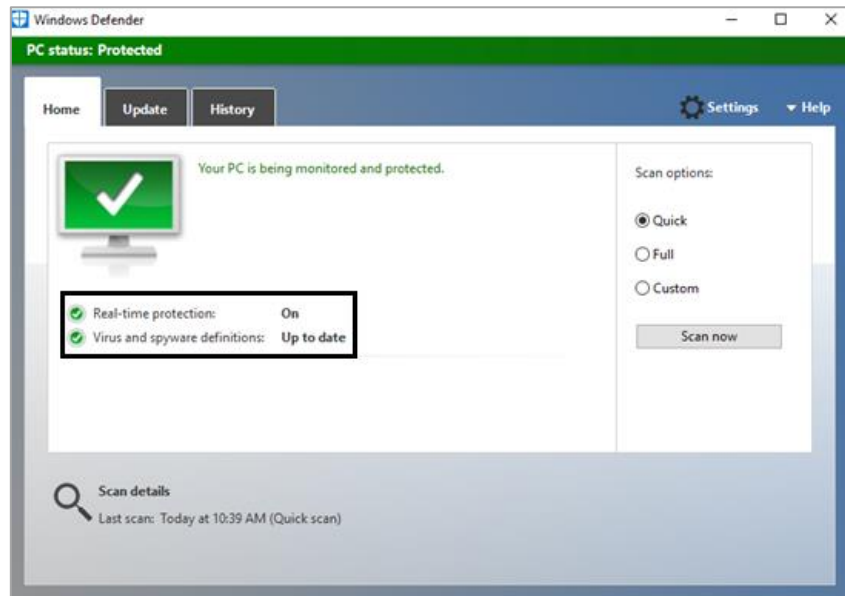 Windows Defender
PC status: Protected
Home Update History Settings Help
Your PC is being monitored and protected.
Real-time protection: On
Virus and spyware definitions: Up to date
Scan options:
Quick
Full
Custom
Scan now
Scan details
Last scan: Today at 10:39 AM (Quick scan)